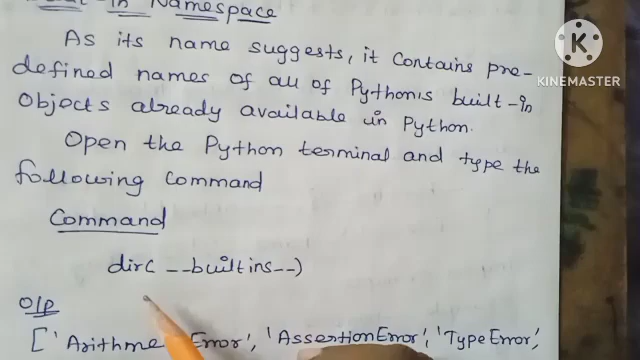 in Namespace
As its name suggests, it contains pre-
defined names of all of Python's built-in
objects already available in Python.
Open the Python terminal and type the
following command
Command
dir( __builtins__)
O/p
['Arithme Error', 'AssertionError', 'TypeError',
KINEMASTER